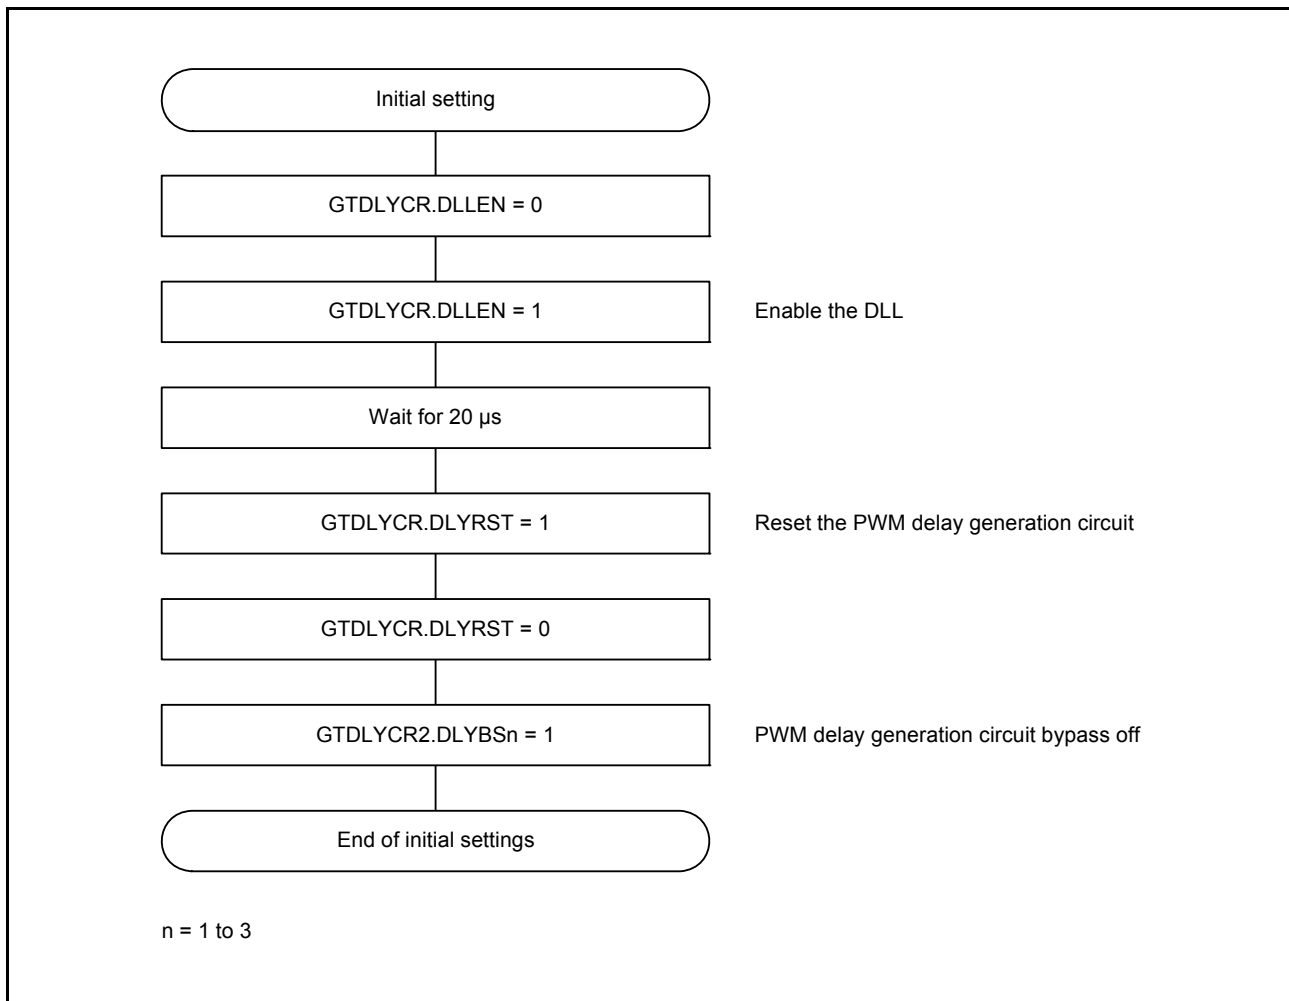 Initial setting
GTDLYCR.DLLEN = 0
GTDLYCR.DLLEN = 1
Enable the DLL
Wait for 20 µs
GTDLYCR.DLYRST = 1
Reset the PWM delay generation circuit
GTDLYCR.DLYRST = 0
GTDLYCR2.DLYBSn = 1
PWM delay generation circuit bypass off
End of initial settings
n = 1 to 3